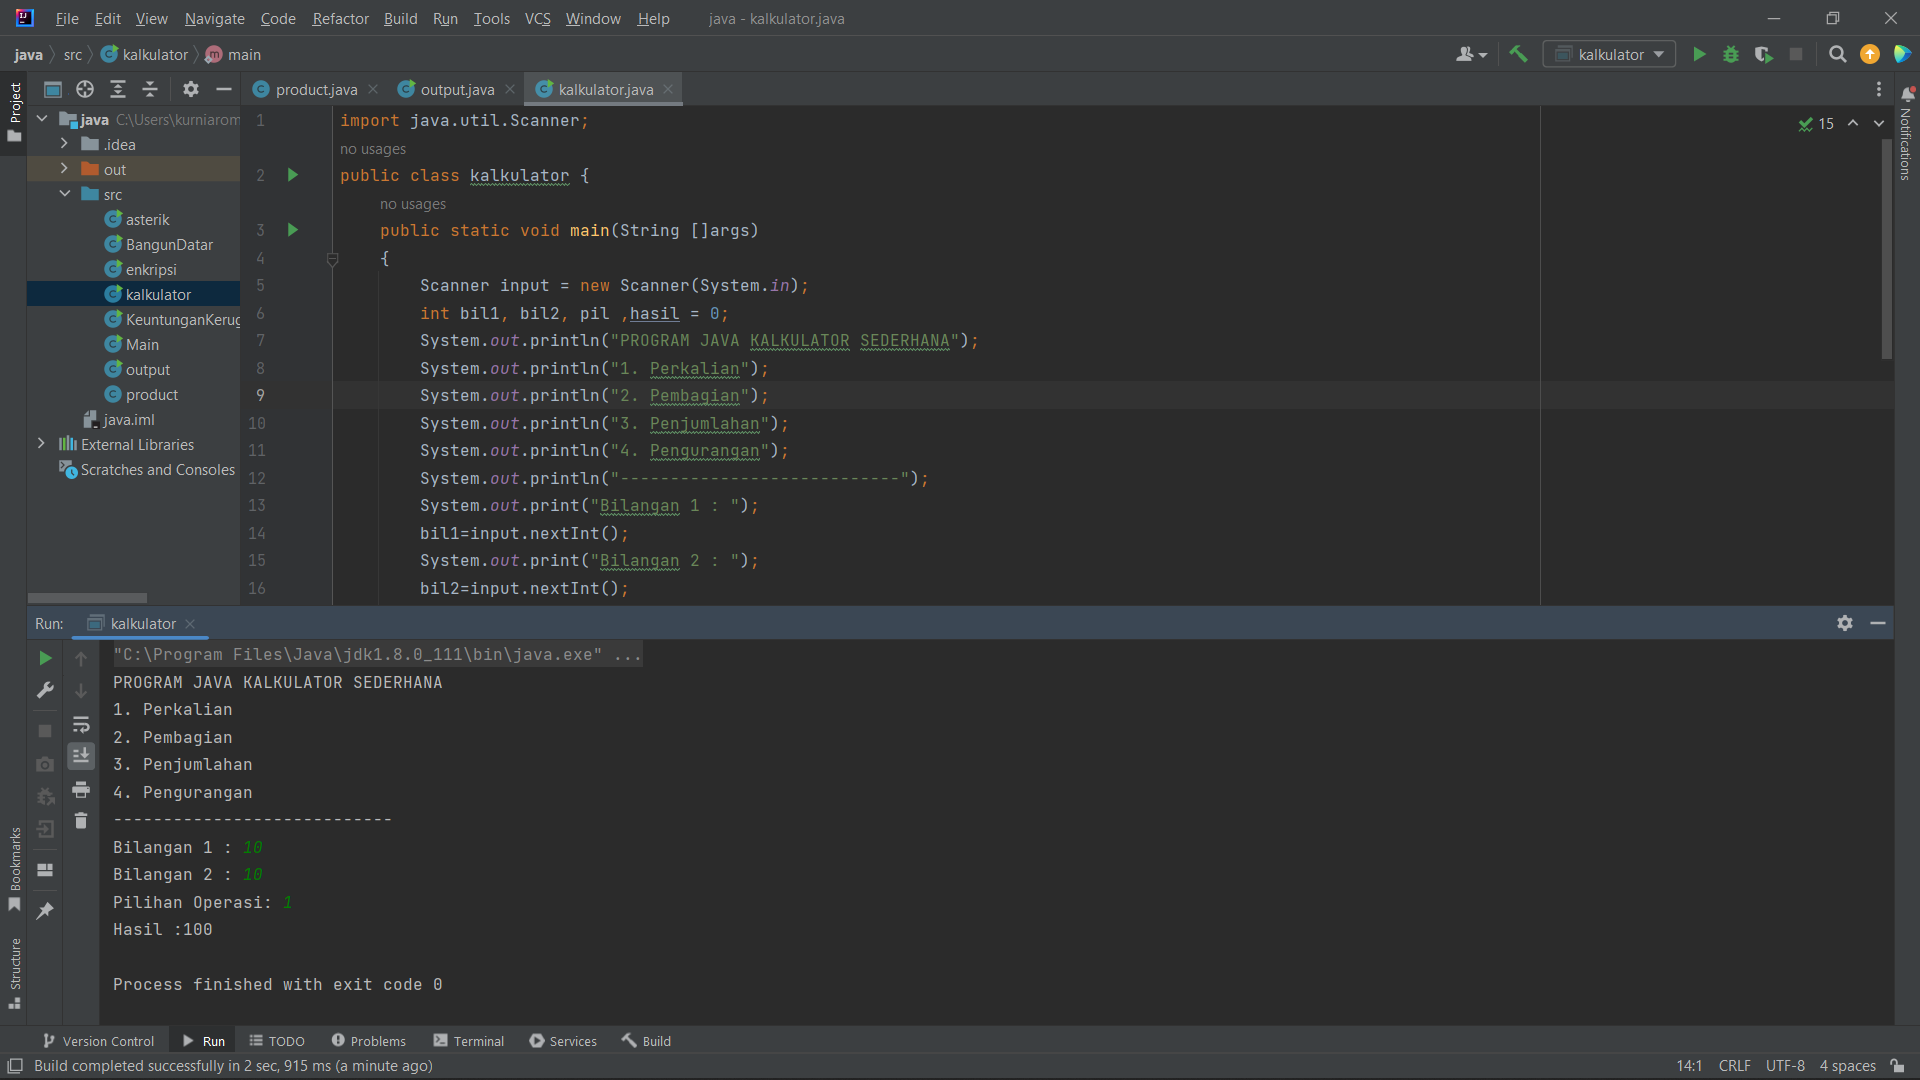 File Edit View Navigate Code Refactor Build Run Tools VCS Window Help java - kalkulator.java
java src kalkulator main kalkulator
Project
product.java output.java kalkulator.java
Notifications
java C:\Users\kurniarom
.idea
out
src
asterik
BangunDatar
enkripsi
kalkulator
KeuntunganKerug
Main
output
product
java.iml
External Libraries
Scratches and Consoles
15
1 import java.util.Scanner;
no usages
2 public class kalkulator {
no usages
3 public static void main(String []args)
4 {
5 Scanner input = new Scanner(System.in);
6 int bil1, bil2, pil ,hasil = 0;
7 System.out.println("PROGRAM JAVA KALKULATOR SEDERHANA");
8 System.out.println("1. Perkalian");
9 System.out.println("2. Pembagian");
10 System.out.println("3. Penjumlahan");
11 System.out.println("4. Pengurangan");
12 System.out.println("----------------------------");
13 System.out.print("Bilangan 1 : ");
14 bil1=input.nextInt();
15 System.out.print("Bilangan 2 : ");
16 bil2=input.nextInt();
Run: kalkulator
"C:\Program Files\Java\jdk1.8.0_111\bin\java.exe" ...
PROGRAM JAVA KALKULATOR SEDERHANA
1. Perkalian
2. Pembagian
3. Penjumlahan
4. Pengurangan
----------------------------
Bilangan 1 : 10
Bilangan 2 : 10
Pilihan Operasi: 1
Hasil :100
Process finished with exit code 0
Bookmarks
Structure
Version Control Run TODO Problems Terminal Services Build
Build completed successfully in 2 sec, 915 ms (a minute ago) 14:1 CRLF UTF-8 4 spaces